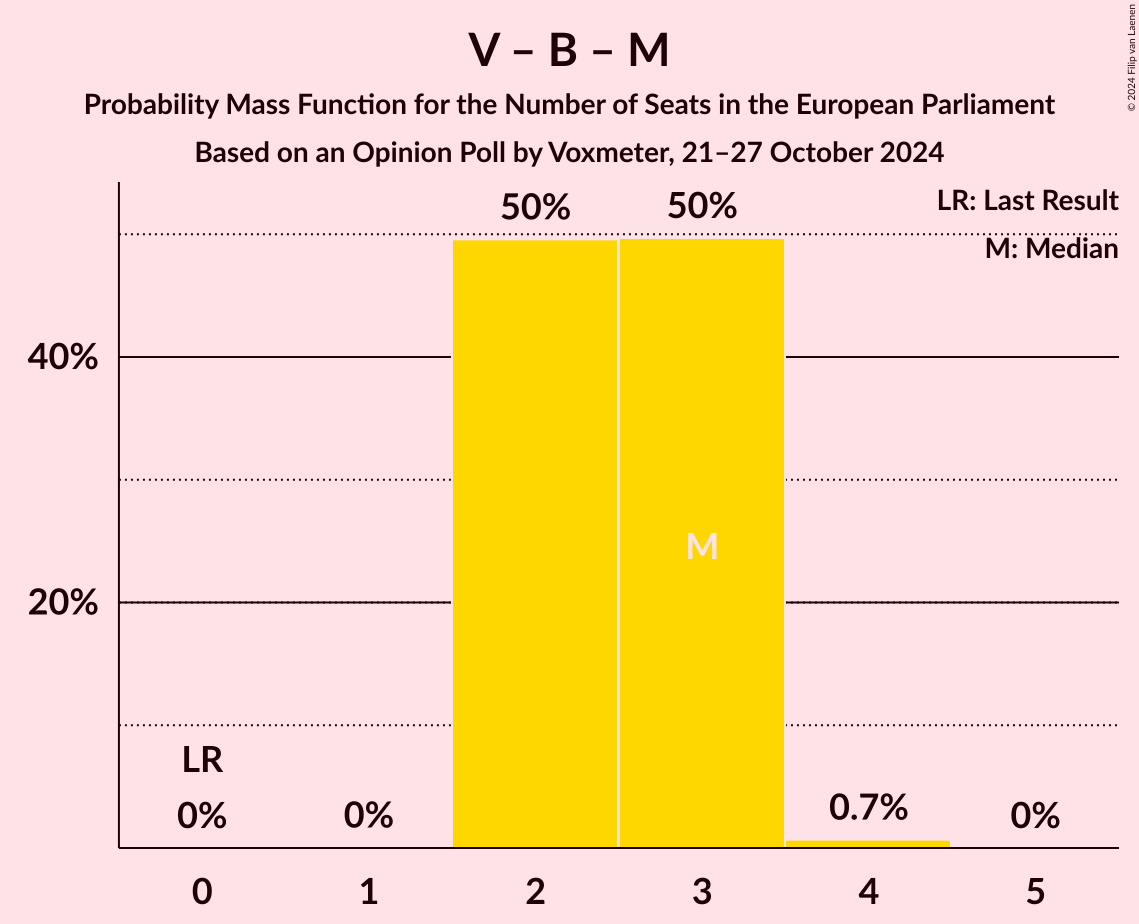 V – B – M
Probability Mass Function for the Number of Seats in the European Parliament
Based on an Opinion Poll by Voxmeter, 21–27 October 2024
© 2024 Filip van Laenen
LR: Last Result
M: Median
50%
50%
40%
20%
M
LR
0%
0%
0.7%
0%
0
1
2
3
4
5